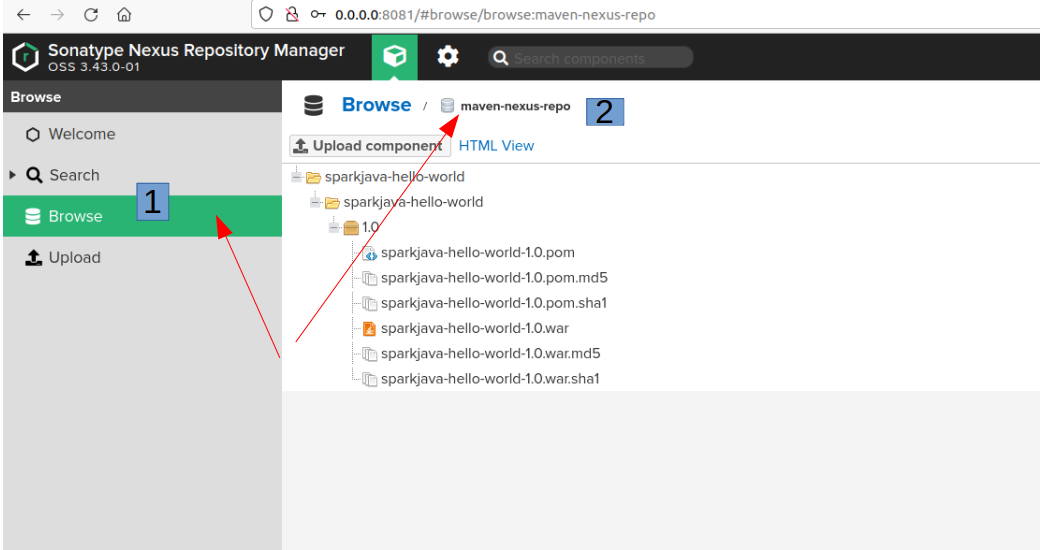 0.0.0.0:8081/#browse/browse:maven-nexus-repo
Sonatype Nexus Repository Manager
OSS 3.43.0-01
Search components
Browse
Welcome
Search
Browse
Upload
1
Browse / maven-nexus-repo
2
Upload component HTML View
sparkjava-hello-world
sparkjava-hello-world
1.0
sparkjava-hello-world-1.0.pom
sparkjava-hello-world-1.0.pom.md5
sparkjava-hello-world-1.0.pom.sha1
sparkjava-hello-world-1.0.war
sparkjava-hello-world-1.0.war.md5
sparkjava-hello-world-1.0.war.sha1